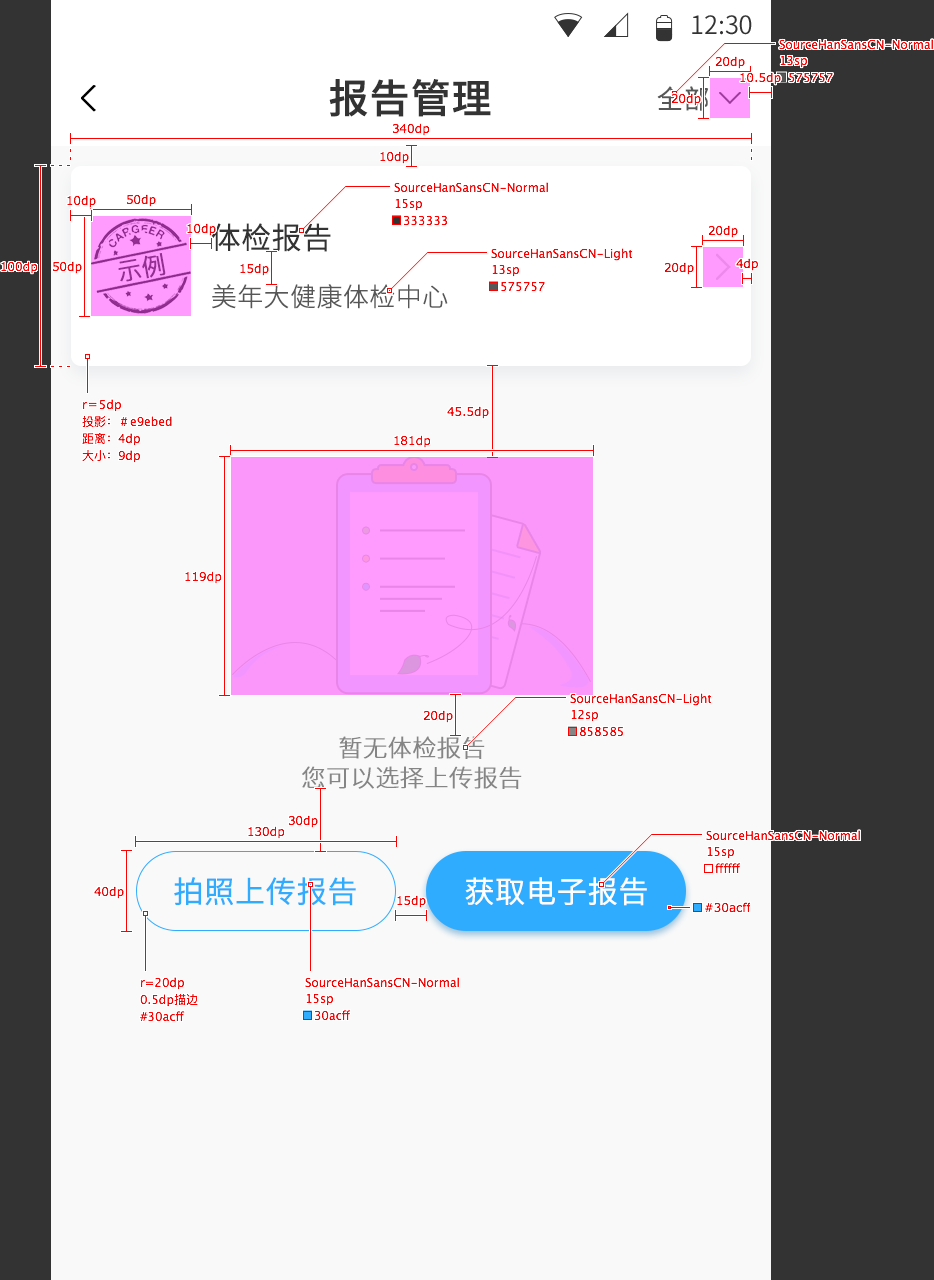 12:30
SourceHanSansCN-Normal
13sp
575757
20dp
10.5dp
报告管理
全部
20dp
340dp
10dp
100dp
10dp
50dp
50dp
CAPGEER
示例
10dp
体检报告
SourceHanSansCN-Normal
15sp
333333
15dp
美年大健康体检中心
SourceHanSansCN-Light
13sp
575757
20dp
20dp
4dp
r=5dp
投影: #e9ebed
距离: 4dp
大小: 9dp
45.5dp
181dp
119dp
20dp
SourceHanSansCN-Light
12sp
858585
暂无体检报告
您可以选择上传报告
30dp
130dp
40dp
拍照上传报告
15dp
获取电子报告
SourceHanSansCN-Normal
15sp
ffffff
#30acff
r=20dp
0.5dp描边
#30acff
SourceHanSansCN-Normal
15sp
30acff